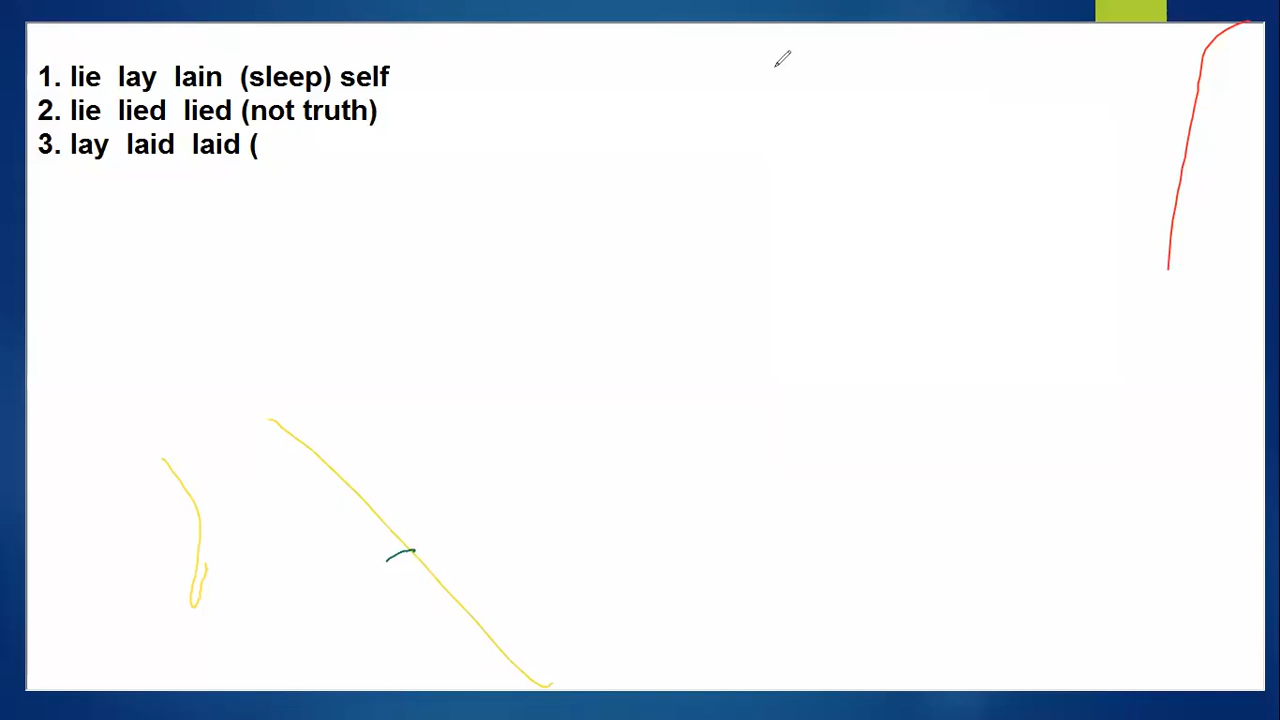 1. lie lay lain (sleep) self
2. lie lied lied (not truth)
3. lay laid laid (